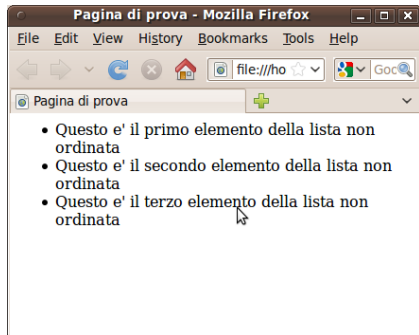 Pagina di prova - Mozilla Firefox
File Edit View History Bookmarks Tools Help
file:///ho Goc
Pagina di prova
Questo e' il primo elemento della lista non
ordinata
Questo e' il secondo elemento della lista non
ordinata
Questo e' il terzo elemento della lista non
ordinata